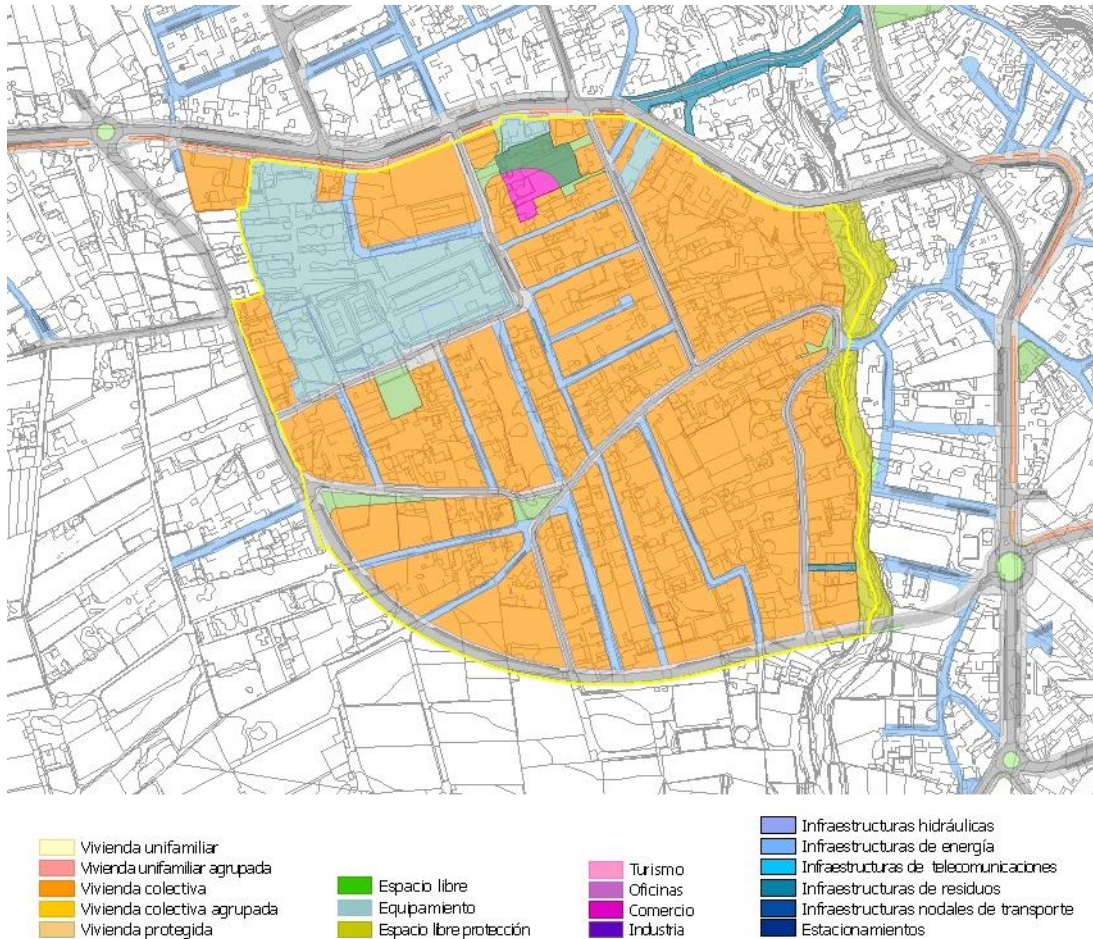 Vivienda unifamiliar
Vivienda unifamiliar agrupada
Vivienda colectiva
Vivienda colectiva agrupada
Vivienda protegida
Espacio libre
Equipamiento
Espacio libre protección
Turismo
Oficinas
Comercio
Industria
Infraestructuras hidráulicas
Infraestructuras de energía
Infraestructuras de telecomunicaciones
Infraestructuras de residuos
Infraestructuras nodales de transporte
Estacionamientos